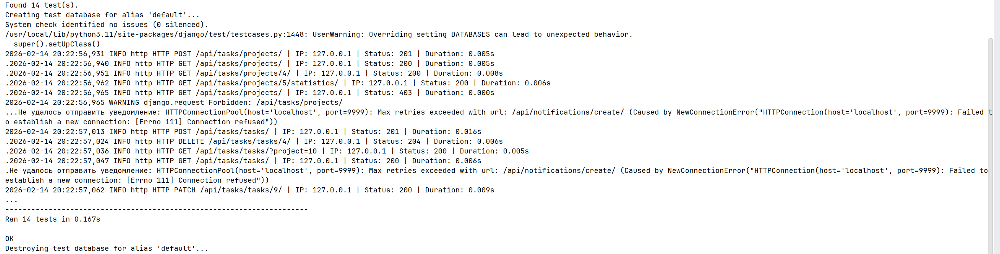 Found 14 test(s).
Creating test database for alias 'default'...
System check identified no issues (0 silenced).
/usr/local/lib/python3.11/site-packages/django/test/testcases.py:1448: UserWarning: Overriding setting DATABASES can lead to unexpected behavior.
  super().setUpClass()
2026-02-14 20:22:56,931 INFO http HTTP POST /api/tasks/projects/ | IP: 127.0.0.1 | Status: 201 | Duration: 0.005s
.2026-02-14 20:22:56,940 INFO http HTTP GET /api/tasks/projects/ | IP: 127.0.0.1 | Status: 200 | Duration: 0.005s
.2026-02-14 20:22:56,951 INFO http HTTP GET /api/tasks/projects/4/ | IP: 127.0.0.1 | Status: 200 | Duration: 0.008s
.2026-02-14 20:22:56,962 INFO http HTTP GET /api/tasks/projects/5/statistics/ | IP: 127.0.0.1 | Status: 200 | Duration: 0.006s
.2026-02-14 20:22:56,965 INFO http HTTP GET /api/tasks/projects/ | IP: 127.0.0.1 | Status: 403 | Duration: 0.000s
2026-02-14 20:22:56,965 WARNING django.request Forbidden: /api/tasks/projects/
...Не удалось отправить уведомление: HTTPConnectionPool(host='localhost', port=9999): Max retries exceeded with url: /api/notifications/create/ (Caused by NewConnectionError("HTTPConnection(host='localhost', port=9999): Failed t
o establish a new connection: [Errno 111] Connection refused"))
2026-02-14 20:22:57,013 INFO http HTTP POST /api/tasks/tasks/ | IP: 127.0.0.1 | Status: 201 | Duration: 0.016s
.2026-02-14 20:22:57,024 INFO http HTTP DELETE /api/tasks/tasks/4/ | IP: 127.0.0.1 | Status: 204 | Duration: 0.006s
.2026-02-14 20:22:57,036 INFO http HTTP GET /api/tasks/tasks/?project=10 | IP: 127.0.0.1 | Status: 200 | Duration: 0.005s
.2026-02-14 20:22:57,047 INFO http HTTP GET /api/tasks/tasks/ | IP: 127.0.0.1 | Status: 200 | Duration: 0.006s
.Не удалось отправить уведомление: HTTPConnectionPool(host='localhost', port=9999): Max retries exceeded with url: /api/notifications/create/ (Caused by NewConnectionError("HTTPConnection(host='localhost', port=9999): Failed to
establish a new connection: [Errno 111] Connection refused"))
2026-02-14 20:22:57,062 INFO http HTTP PATCH /api/tasks/tasks/9/ | IP: 127.0.0.1 | Status: 200 | Duration: 0.009s
...
----------------------------------------------------------------------
Ran 14 tests in 0.167s

OK
Destroying test database for alias 'default'...